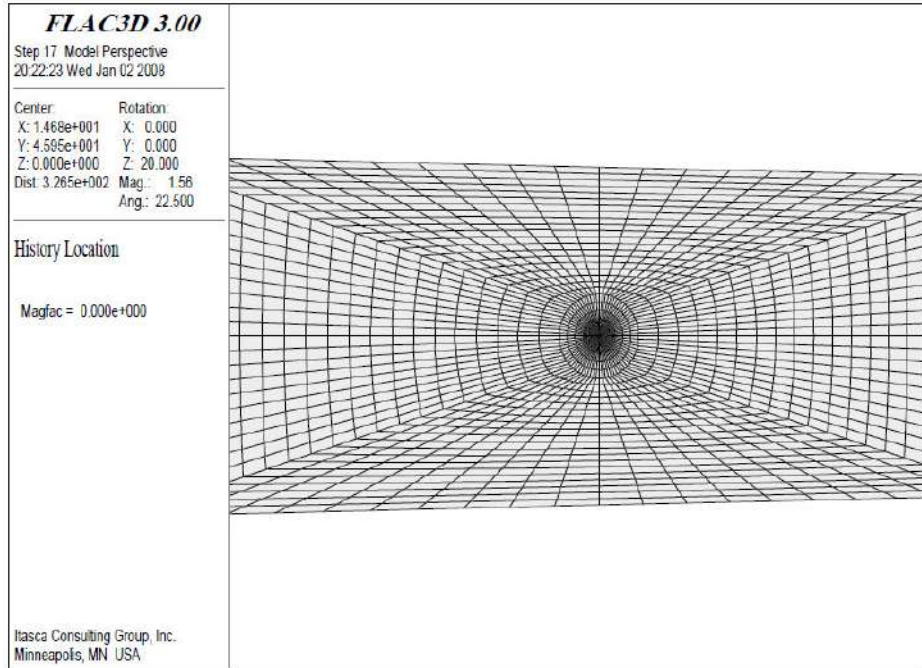 FLAC3D 3.00
Step 17 Model Perspective
20:22:23 Wed Jan 02 2008
Center: Rotation:
X: 1.468e+001 X: 0.000
Y: 4.595e+001 Y: 0.000
Z: 0.000e+000 Z: 20.000
Dist: 3.265e+002 Mag.: 1.56
Ang.: 22.500
History Location
Magfac = 0.000e+000
Itasca Consulting Group, Inc.
Minneapolis, MN USA